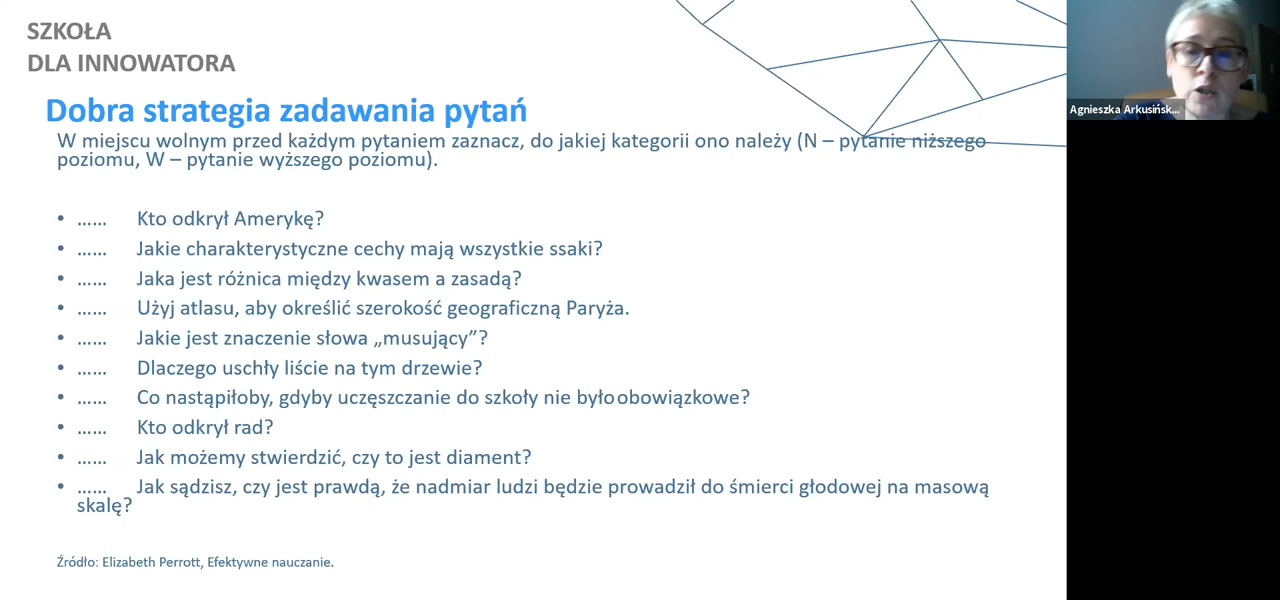 SZKOŁA
DLA INNOWATORA
Dobra strategia zadawania pytań
W miejscu wolnym przed każdym pytaniem zaznacz, do jakiej kategorii ono należy (N – pytanie niższego
poziomu, W – pytanie wyższego poziomu).
• ...... Kto odkrył Amerykę?
• ...... Jakie charakterystyczne cechy mają wszystkie ssaki?
• ...... Jaka jest różnica między kwasem a zasadą?
• ...... Użyj atlasu, aby określić szerokość geograficzną Paryża.
• ...... Jakie jest znaczenie słowa „musujący”?
• ...... Dlaczego uschły liście na tym drzewie?
• ...... Co nastąpiłoby, gdyby uczęszczanie do szkoły nie było obowiązkowe?
• ...... Kto odkrył rad?
• ...... Jak możemy stwierdzić, czy to jest diament?
• ...... Jak sądzisz, czy jest prawdą, że nadmiar ludzi będzie prowadził do śmierci głodowej na masową
skalę?
Źródło: Elizabeth Perrott, Efektywne nauczanie.
Agnieszka Arkusińsk...